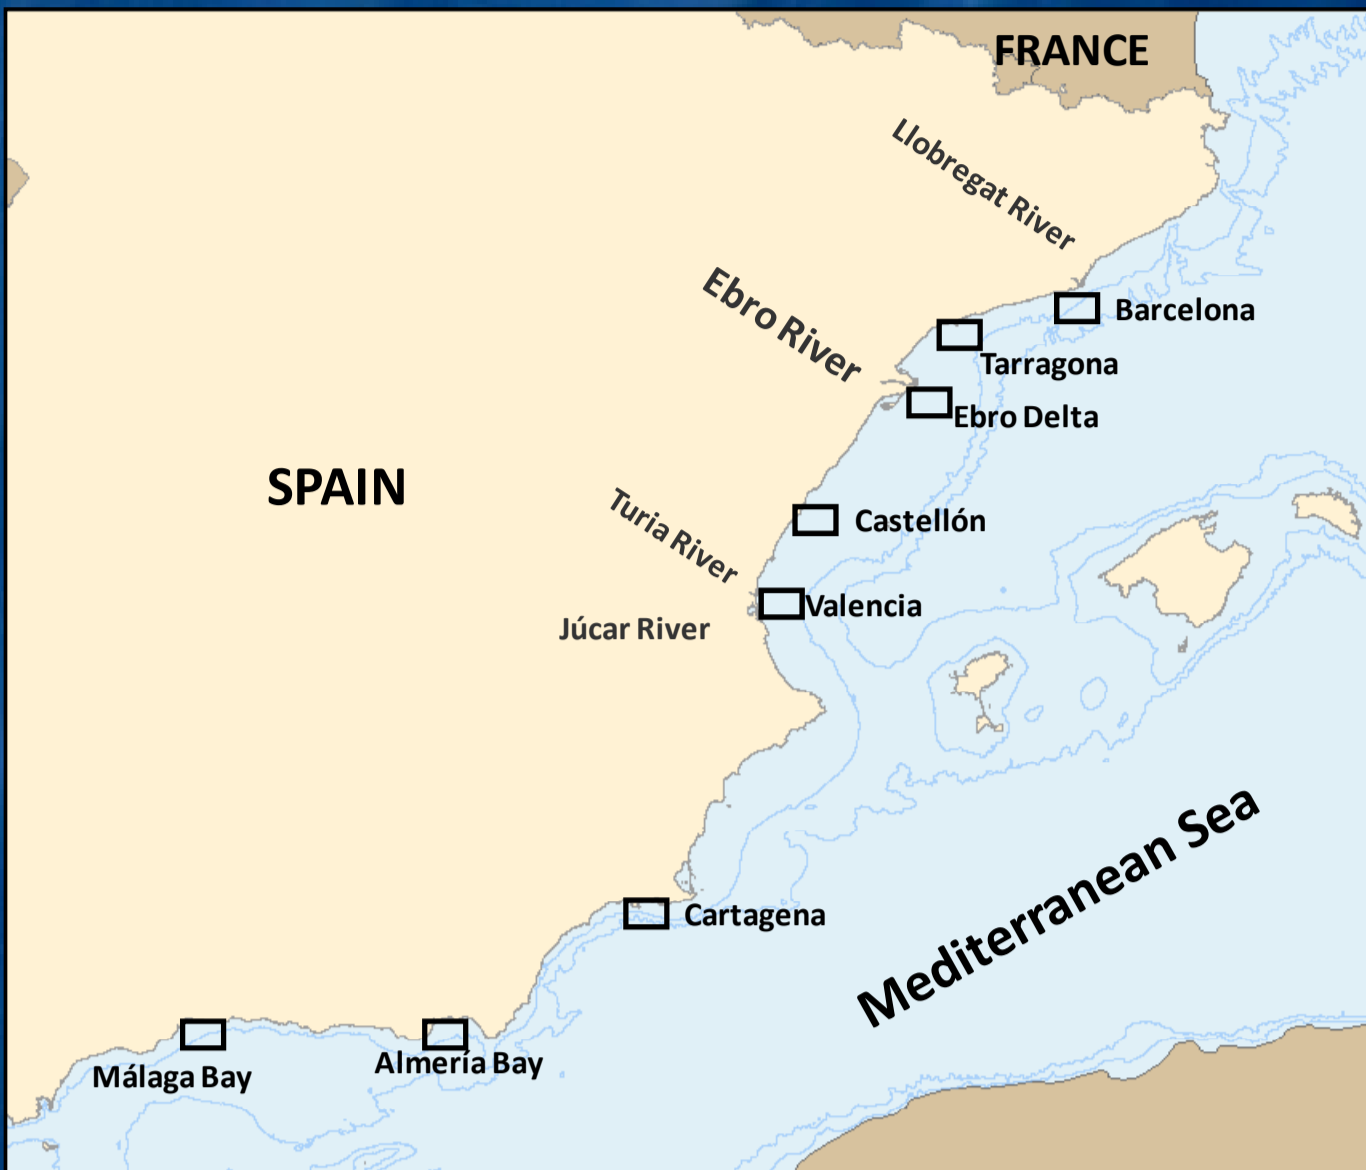 FRANCE
Llobregat River
Ebro River
Barcelona
Tarragona
Ebro Delta
SPAIN
Turia River
Castellón
Valencia
Júcar River
Mediterranean Sea
Cartagena
Málaga Bay
Almería Bay